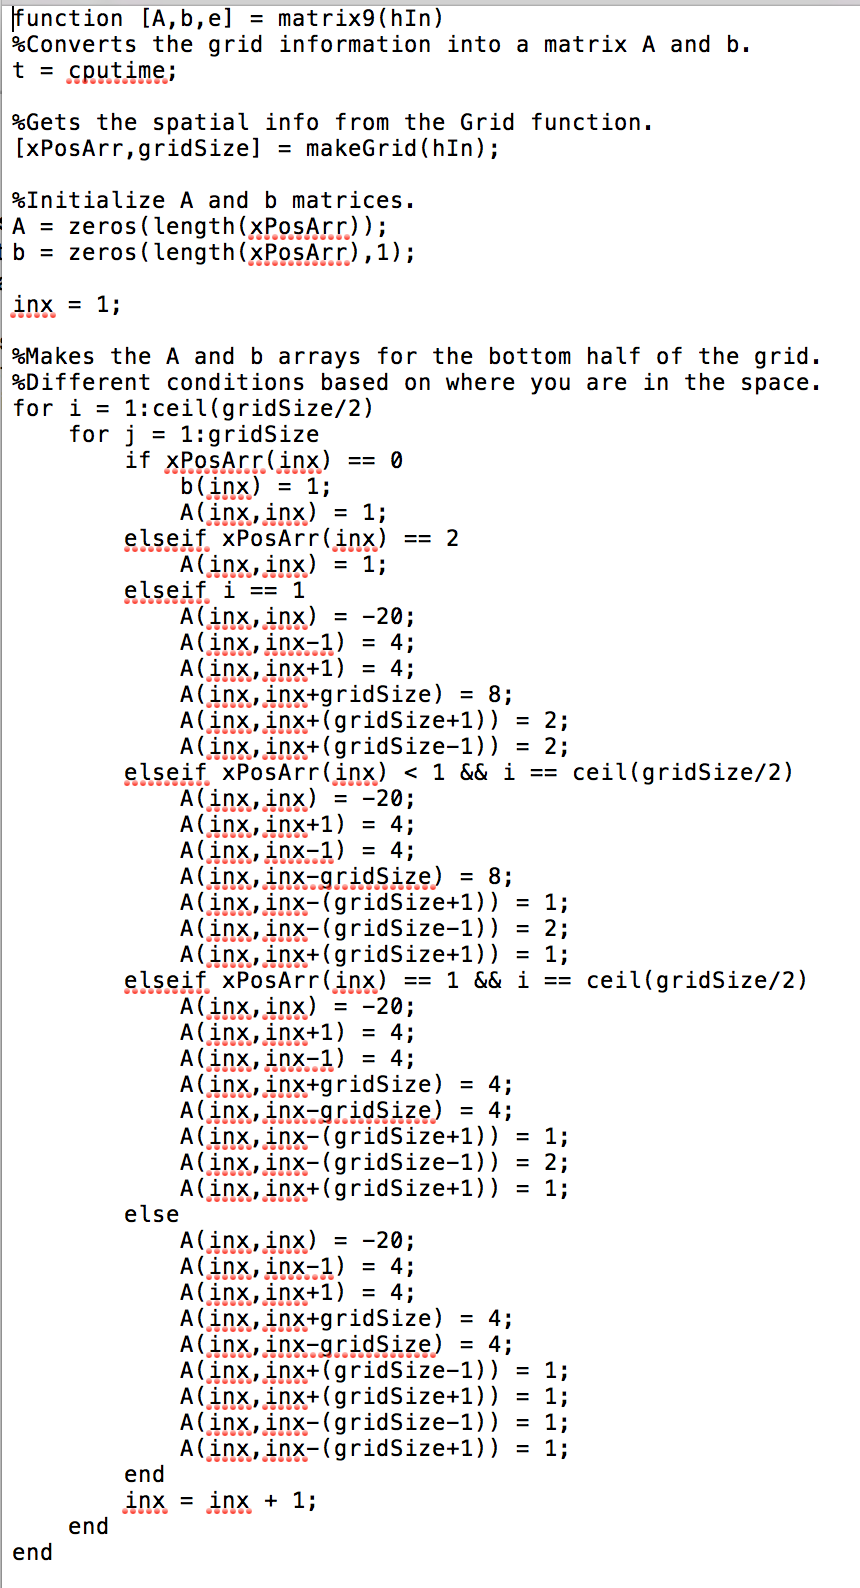 function [A,b,e] = matrix9(hIn)
%Converts the grid information into a matrix A and b.
t = cputime;

%Gets the spatial info from the Grid function.
[xPosArr,gridSize] = makeGrid(hIn);

%Initialize A and b matrices.
A = zeros(length(xPosArr));
b = zeros(length(xPosArr),1);

inx = 1;

%Makes the A and b arrays for the bottom half of the grid.
%Different conditions based on where you are in the space.
for i = 1:ceil(gridSize/2)
    for j = 1:gridSize
        if xPosArr(inx) == 0
            b(inx) = 1;
            A(inx,inx) = 1;
        elseif xPosArr(inx) == 2
            A(inx,inx) = 1;
        elseif i == 1
            A(inx,inx) = -20;
            A(inx,inx-1) = 4;
            A(inx,inx+1) = 4;
            A(inx,inx+gridSize) = 8;
            A(inx,inx+(gridSize+1)) = 2;
            A(inx,inx+(gridSize-1)) = 2;
        elseif xPosArr(inx) < 1 && i == ceil(gridSize/2)
            A(inx,inx) = -20;
            A(inx,inx+1) = 4;
            A(inx,inx-1) = 4;
            A(inx,inx-gridSize) = 8;
            A(inx,inx-(gridSize+1)) = 1;
            A(inx,inx-(gridSize-1)) = 2;
            A(inx,inx+(gridSize+1)) = 1;
        elseif xPosArr(inx) == 1 && i == ceil(gridSize/2)
            A(inx,inx) = -20;
            A(inx,inx+1) = 4;
            A(inx,inx-1) = 4;
            A(inx,inx+gridSize) = 4;
            A(inx,inx-gridSize) = 4;
            A(inx,inx-(gridSize+1)) = 1;
            A(inx,inx-(gridSize-1)) = 2;
            A(inx,inx+(gridSize+1)) = 1;
        else
            A(inx,inx) = -20;
            A(inx,inx-1) = 4;
            A(inx,inx+1) = 4;
            A(inx,inx+gridSize) = 4;
            A(inx,inx-gridSize) = 4;
            A(inx,inx+(gridSize-1)) = 1;
            A(inx,inx+(gridSize+1)) = 1;
            A(inx,inx-(gridSize-1)) = 1;
            A(inx,inx-(gridSize+1)) = 1;
        end
        inx = inx + 1;
    end
end